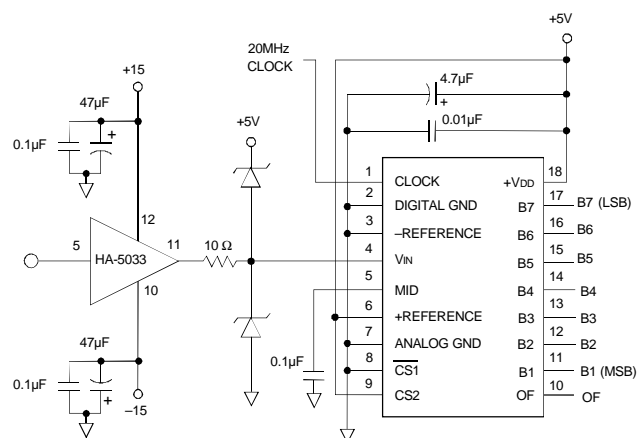 +5V
20MHz
CLOCK
+15
47µF
4.7µF
+
+5V
0.01µF
0.1µF
+
1
CLOCK
+VDD
18
2
DIGITAL GND
B7
17
B7 (LSB)
3
–REFERENCE
B6
16
B6
12
5
HA-5033
11
10 Ω
4
VIN
B5
15
B5
10
5
MID
B4
14
B4
6
+REFERENCE
B3
13
B3
47µF
7
ANALOG GND
B2
12
B2
0.1µF
+
0.1µF
8
CS1
B1
11
B1 (MSB)
–15
9
CS2
OF
10
OF